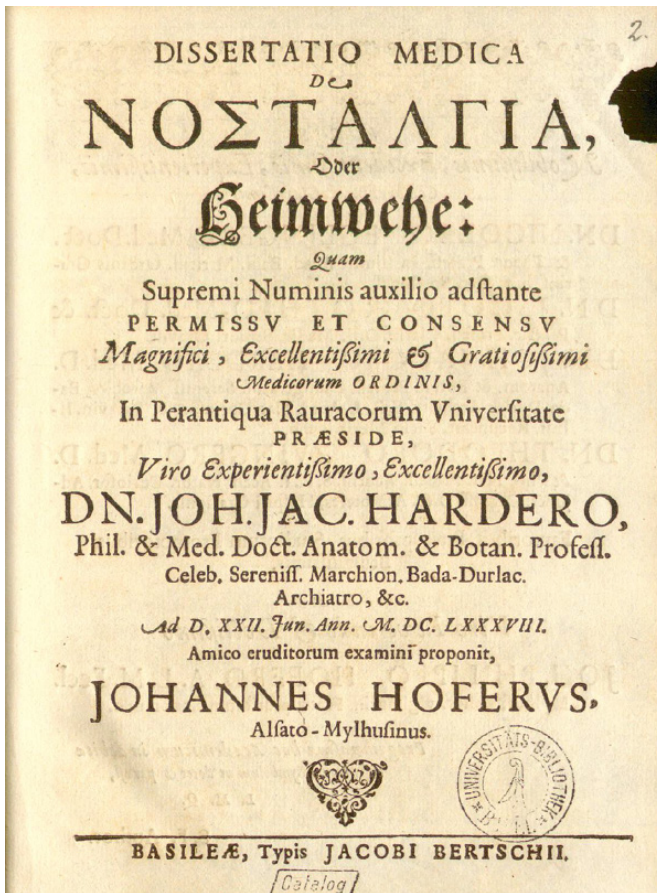 2.
DISSERTATIO MEDICA
De
ΝΟΣΤΑΛΓΙΑ,
Oder
Heimwehe:
Quam
Supremi Numinis auxilio adſtante
PERMISSV ET CONSENSV
Magnifici, Excellentißimi & Gratioſißimi
Medicorum ORDINIS,
In Perantiqua Rauracorum Vniverſitate
PRÆSIDE,
Viro Experientißimo, Excellentißimo,
DN. JOH. JAC. HARDERO,
Phil. & Med. Doct. Anatom. & Botan. Profeſſ.
Celeb. Sereniſſ. Marchion. Bada-Durlac.
Archiatro, &c.
Ad D. XXII. Jun. Ann. M. DC. LXXXVIII.
Amico eruditorum examini proponit,
JOHANNES HOFERVS,
Alſato-Mylhuſinus.
UNIVERSITÄTS-BIBLIOTHEK
BASILEÆ, Typis JACOBI BERTSCHII.
Catalog